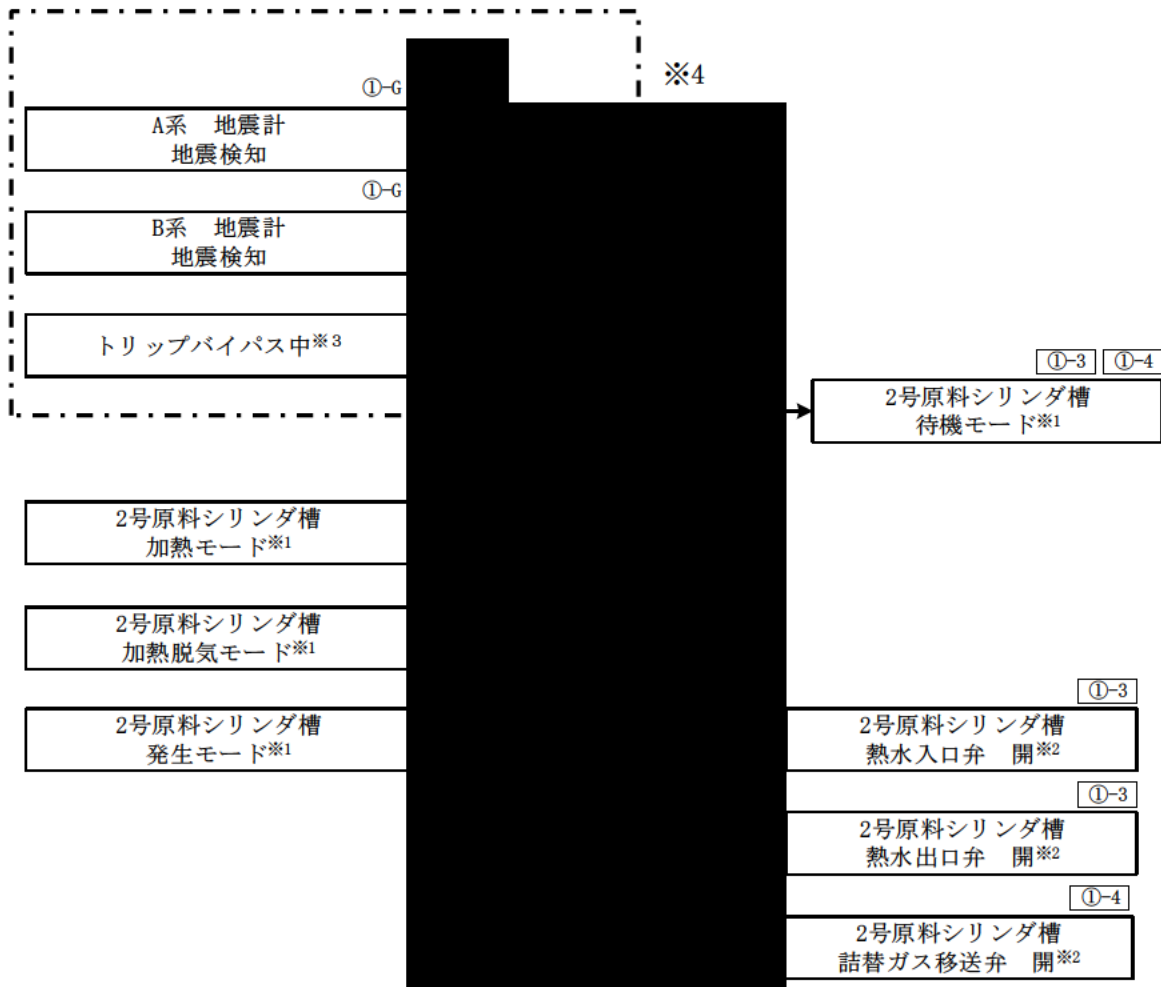 ※4
①-G
A系 地震計
地震検知
①-G
B系 地震計
地震検知
トリップバイパス中※3
①-3 ①-4
2号原料シリンダ槽
待機モード※1
2号原料シリンダ槽
加熱モード※1
2号原料シリンダ槽
加熱脱気モード※1
2号原料シリンダ槽
発生モード※1
①-3
2号原料シリンダ槽
熱水入口弁 開※2
①-3
2号原料シリンダ槽
熱水出口弁 開※2
①-4
2号原料シリンダ槽
詰替ガス移送弁 開※2